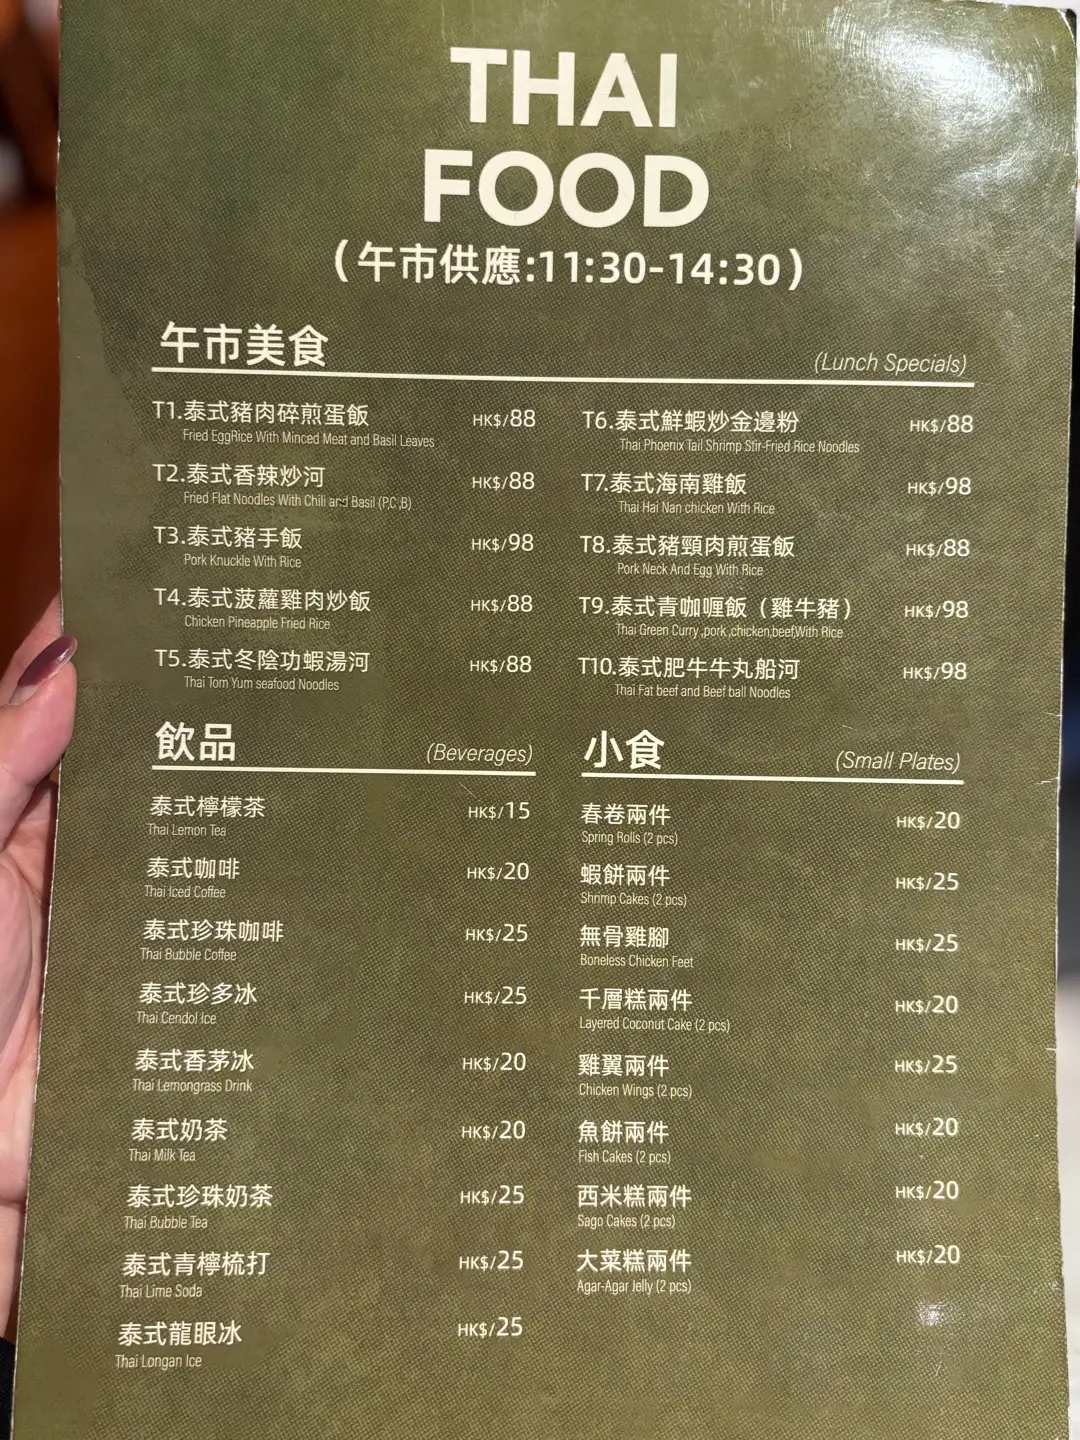 THAI
FOOD
(午市供應:11:30-14:30)
午市美食
(Lunch Specials)
T1.泰式豬肉碎煎蛋飯 HK$/88
Fried EggRice With Minced Meat and Basil Leaves
T2.泰式香辣炒河 HK$/88
Fried Flat Noodles With Chili and Basil (P,C ,B)
T3.泰式豬手飯 HK$/98
Pork Knuckle With Rice
T4.泰式菠蘿雞肉炒飯 HK$/88
Chicken Pineapple Fried Rice
T5.泰式冬陰功蝦湯河 HK$/88
Thai Tom Yum seafood Noodles
T6.泰式鮮蝦炒金邊粉 HK$/88
Thai Phoenix Tail Shrimp Stir-Fried Rice Noodles
T7.泰式海南雞飯 HK$/98
Thai Hai Nan chicken With Rice
T8.泰式豬頸肉煎蛋飯 HK$/88
Pork Neck And Egg With Rice
T9.泰式青咖喱飯（雞牛豬） HK$/98
Thai Green Curry ,pork ,chicken,beef,With Rice
T10.泰式肥牛牛丸船河 HK$/98
Thai Fat beef and Beef ball Noodles
飲品
(Beverages)
泰式檸檬茶 HK$/15
Thai Lemon Tea
泰式咖啡 HK$/20
Thai Iced Coffee
泰式珍珠咖啡 HK$/25
Thai Bubble Coffee
泰式珍多冰 HK$/25
Thai Cendol Ice
泰式香茅冰 HK$/20
Thai Lemongrass Drink
泰式奶茶 HK$/20
Thai Milk Tea
泰式珍珠奶茶 HK$/25
Thai Bubble Tea
泰式青檸梳打 HK$/25
Thai Lime Soda
泰式龍眼冰 HK$/25
Thai Longan Ice
小食
(Small Plates)
春卷兩件 HK$/20
Spring Rolls (2 pcs)
蝦餅兩件 HK$/25
Shrimp Cakes (2 pcs)
無骨雞腳 HK$/25
Boneless Chicken Feet
千層糕兩件 HK$/20
Layered Coconut Cake (2 pcs)
雞翼兩件 HK$/25
Chicken Wings (2 pcs)
魚餅兩件 HK$/20
Fish Cakes (2 pcs)
西米糕兩件 HK$/20
Sago Cakes (2 pcs)
大菜糕兩件 HK$/20
Agar-Agar Jelly (2 pcs)